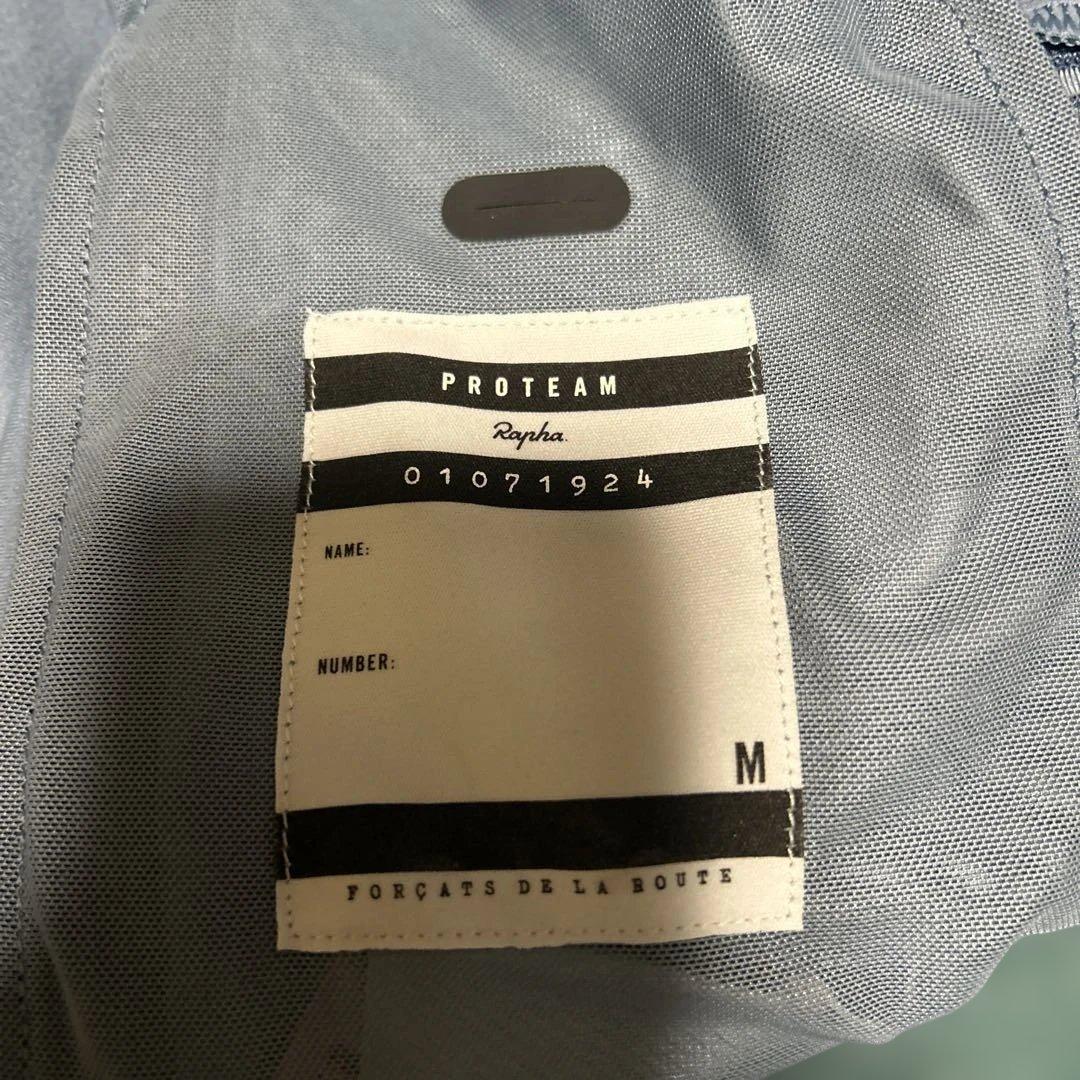 PROTEAM
Rapha.
01071924
NAME:
NUMBER:
M
FORÇATS DE LA ROUTE